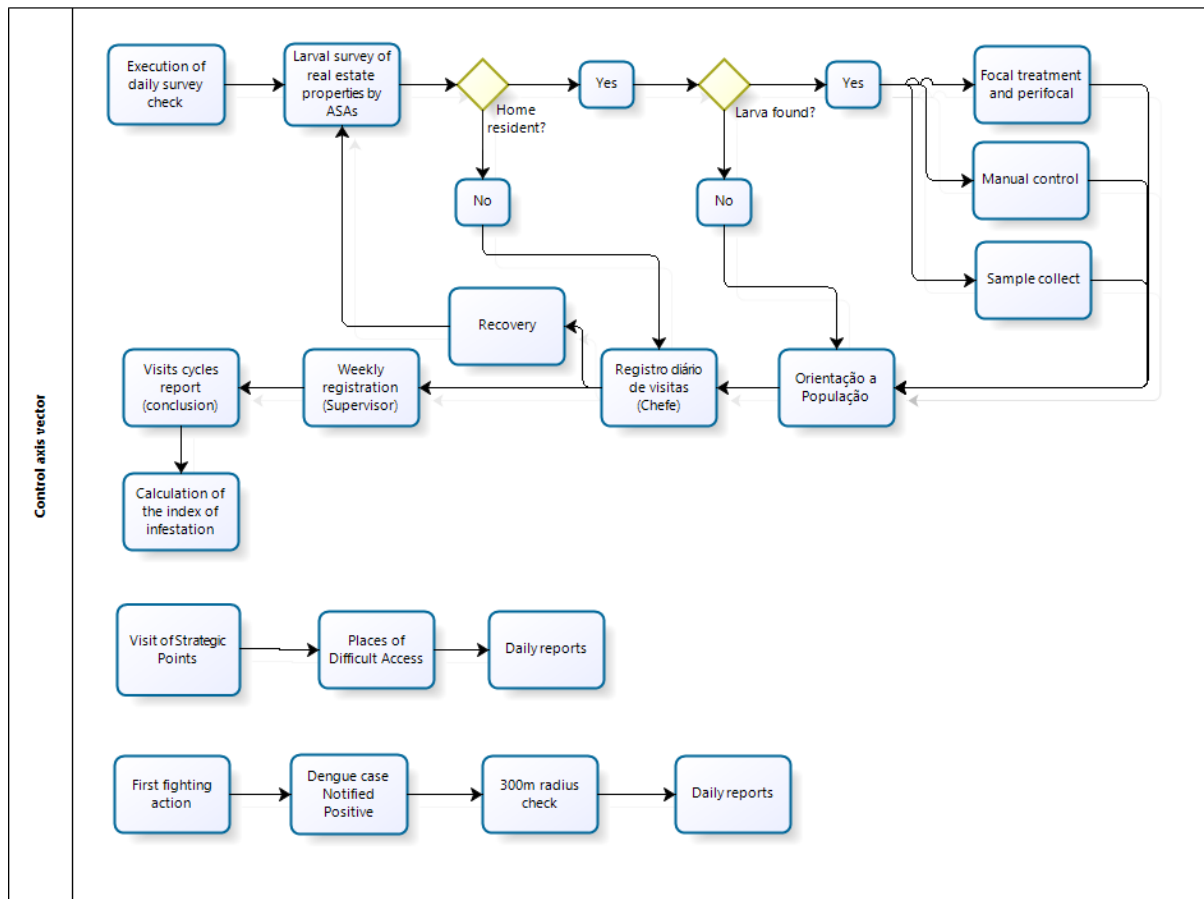 Control axis vector
Execution of
daily survey
check
Larval survey of
real estate
properties by
ASAs
Home
resident?
Yes
Larva found?
Yes
Focal treatment
and perifocal
Manual control
No
No
Sample collect
Recovery
Visits cycles
report
(conclusion)
Weekly
registration
(Supervisor)
Registro diário
de visitas
(Chefe)
Orientação a
População
Calculation of
the index of
infestation
Visit of Strategic
Points
Places of
Difficult Access
Daily reports
First fighting
action
Dengue case
Notified
Positive
300m radius
check
Daily reports